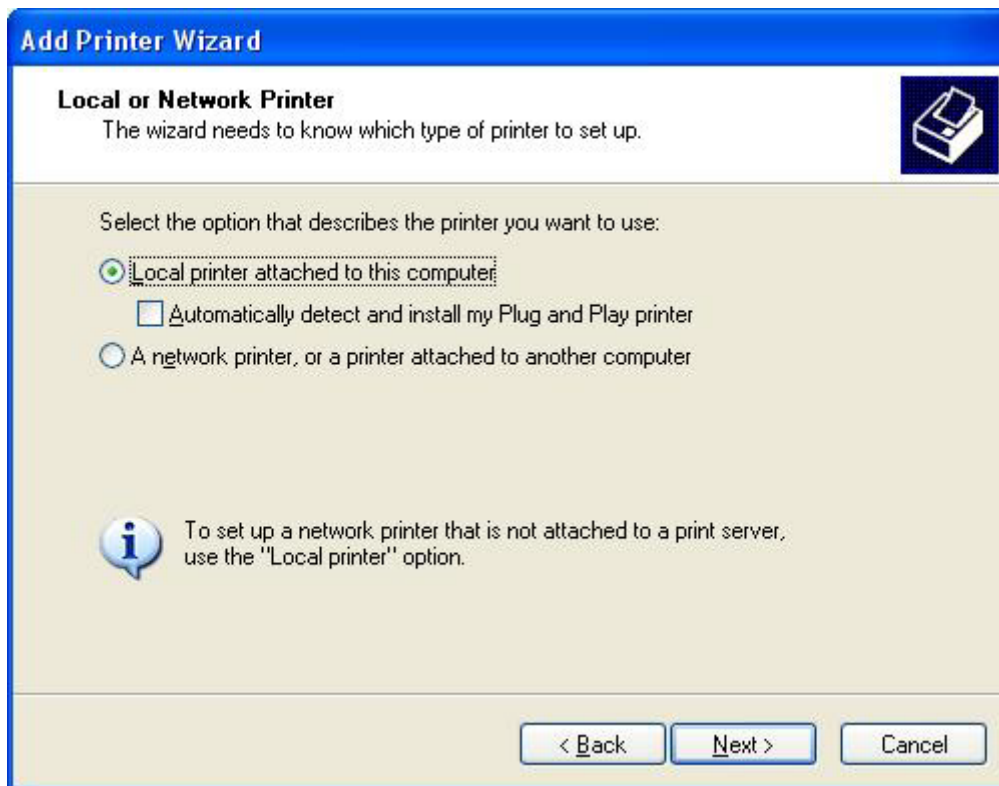 Add Printer Wizard
Local or Network Printer
The wizard needs to know which type of printer to set up.
Select the option that describes the printer you want to use:
Local printer attached to this computer
Automatically detect and install my Plug and Play printer
A network printer, or a printer attached to another computer
To set up a network printer that is not attached to a print server,
use the "Local printer" option.
< Back Next > Cancel